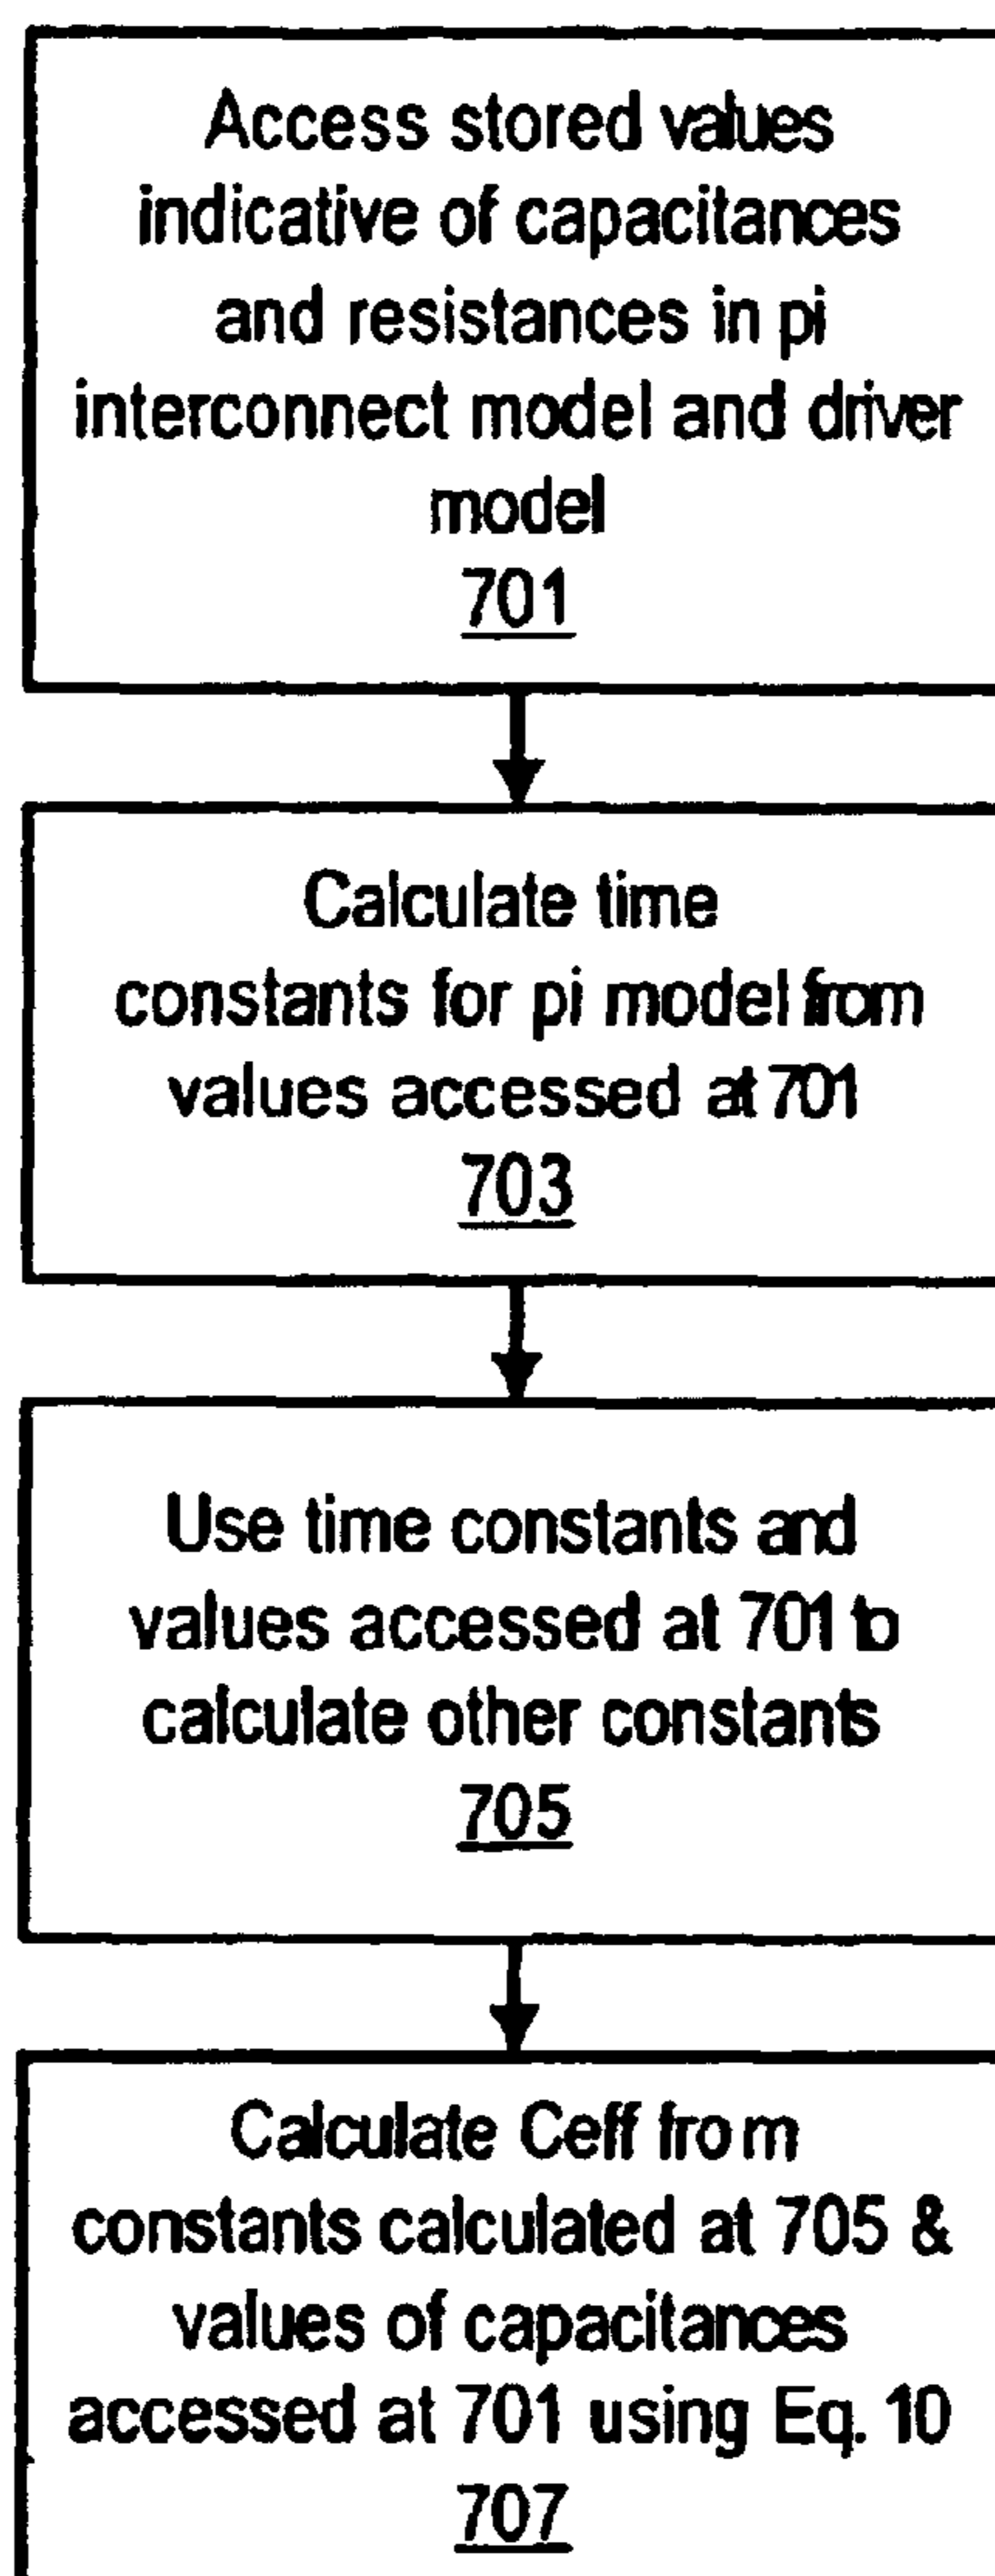 Access stored values
indicative of capacitances
and resistances in pi
interconnect model and driver
model
701
Calculate time
constants for pi model from
values accessed at 701
703
Use time constants and
values accessed at 701 to
calculate other constants
705
Calculate Ceff from
constants calculated at 705 &
values of capacitances
accessed at 701 using Eq. 10
707